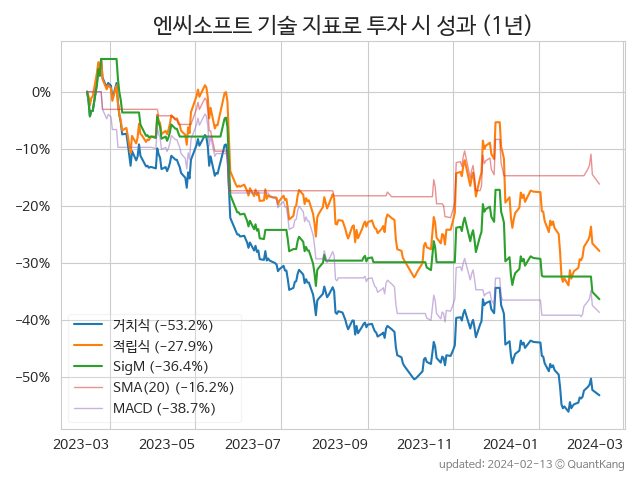 엔씨소프트 기술 지표로 투자 시 성과 (1년)
0%
−10%
−20%
−30%
−40%
−50%
거치식 (−53.2%)
적립식 (−27.9%)
SigM (−36.4%)
SMA(20) (−16.2%)
MACD (−38.7%)
2023-03 2023-05 2023-07 2023-09 2023-11 2024-01 2024-03
updated: 2024-02-13 © QuantKang